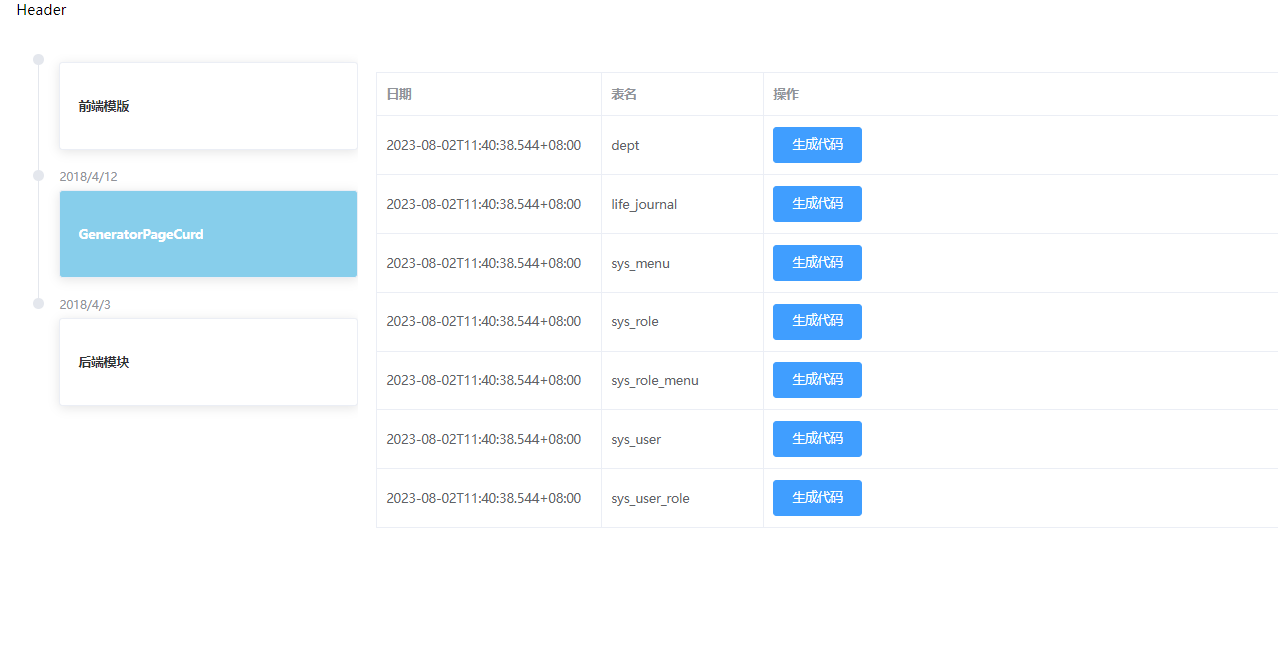 Header
前端模版
2018/4/12
GeneratorPageCurd
2018/4/3
后端模块
日期 表名 操作
2023-08-02T11:40:38.544+08:00 dept 生成代码
2023-08-02T11:40:38.544+08:00 life_journal 生成代码
2023-08-02T11:40:38.544+08:00 sys_menu 生成代码
2023-08-02T11:40:38.544+08:00 sys_role 生成代码
2023-08-02T11:40:38.544+08:00 sys_role_menu 生成代码
2023-08-02T11:40:38.544+08:00 sys_user 生成代码
2023-08-02T11:40:38.544+08:00 sys_user_role 生成代码